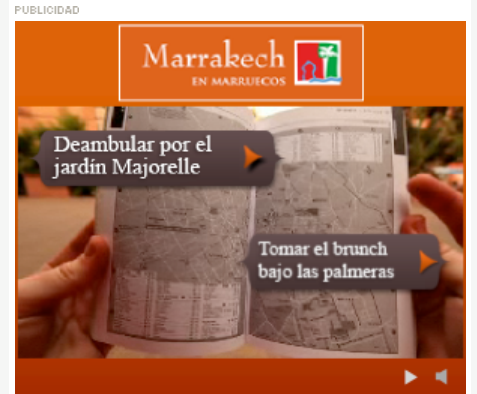 PUBLICIDAD
Marrakech
EN MARRUECOS
Deambular por el
jardín Majorelle
Tomar el brunch
bajo las palmeras